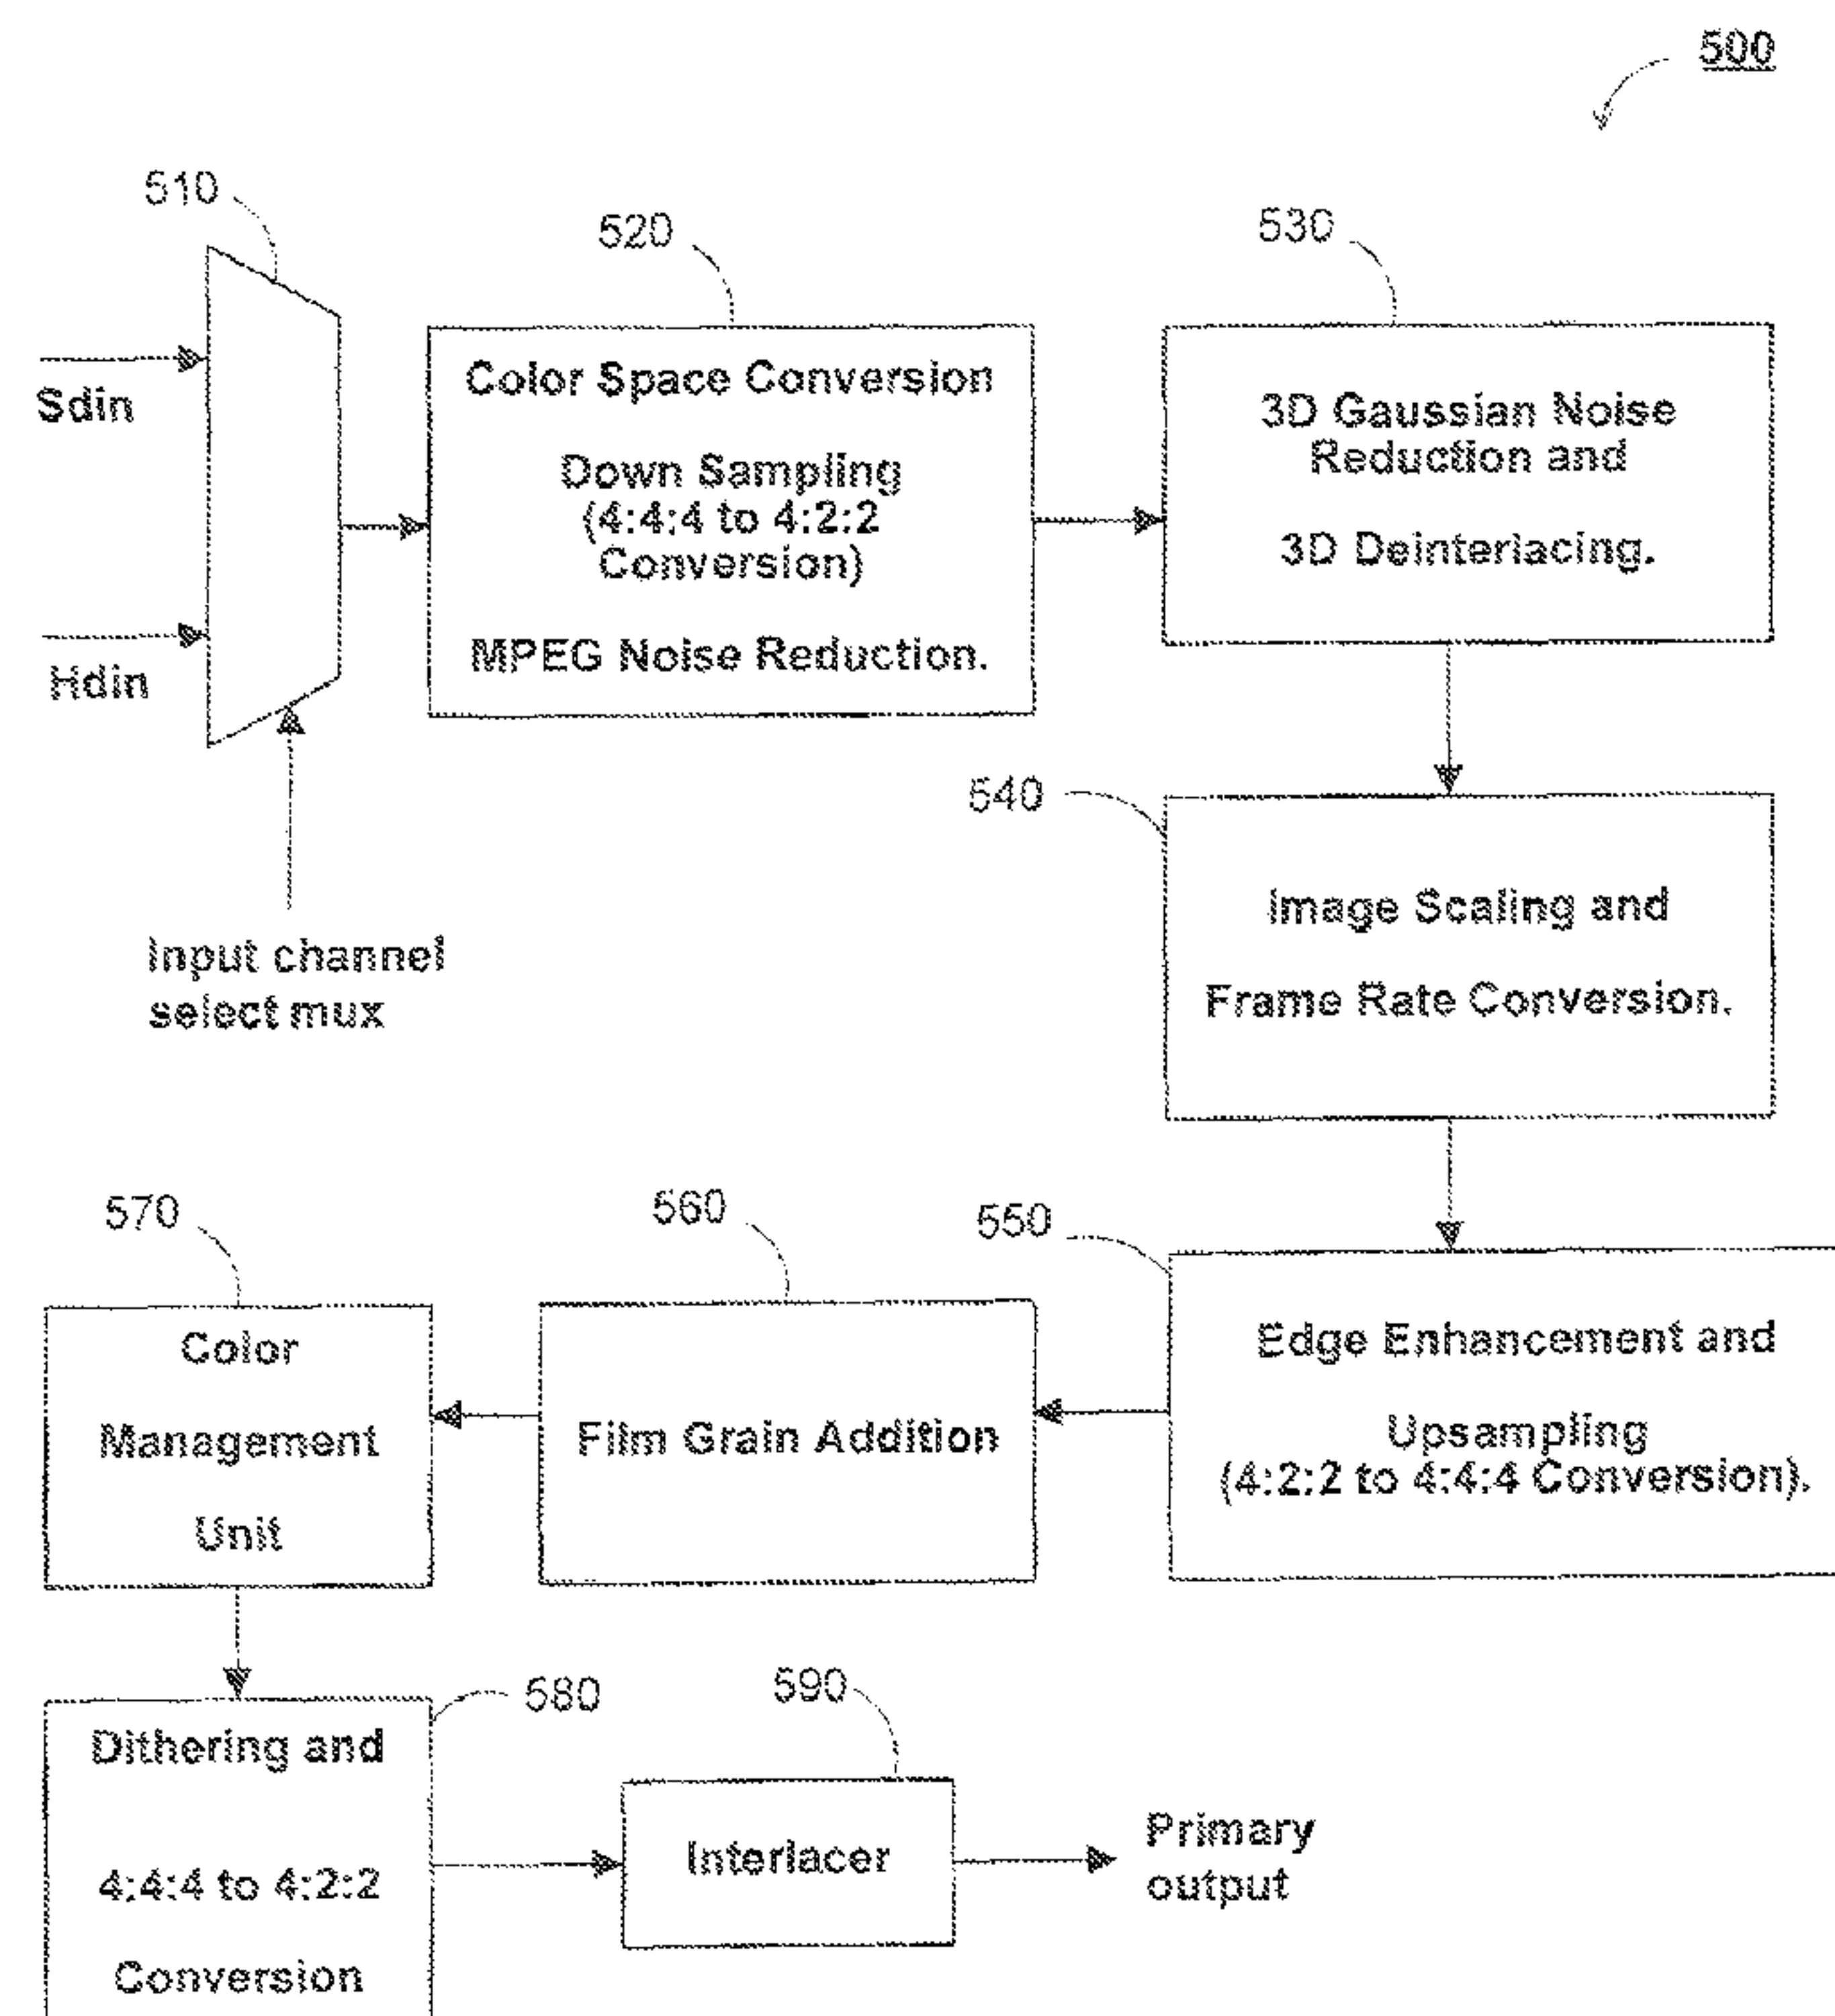 500
510
520
530
Sdin
Hdin
Color Space Conversion
Down Sampling
(4:4:4 to 4:2:2
Conversion)
MPEG Noise Reduction.
3D Gaussian Noise
Reduction and
3D Deinterlacing.
Input channel
select mux
540
Image Scaling and
Frame Rate Conversion.
570
560
550
Color
Management
Unit
Film Grain Addition
Edge Enhancement and
Upsampling
(4:2:2 to 4:4:4 Conversion).
580
590
Dithering and
4:4:4 to 4:2:2
Conversion
Interlacer
Primary
output